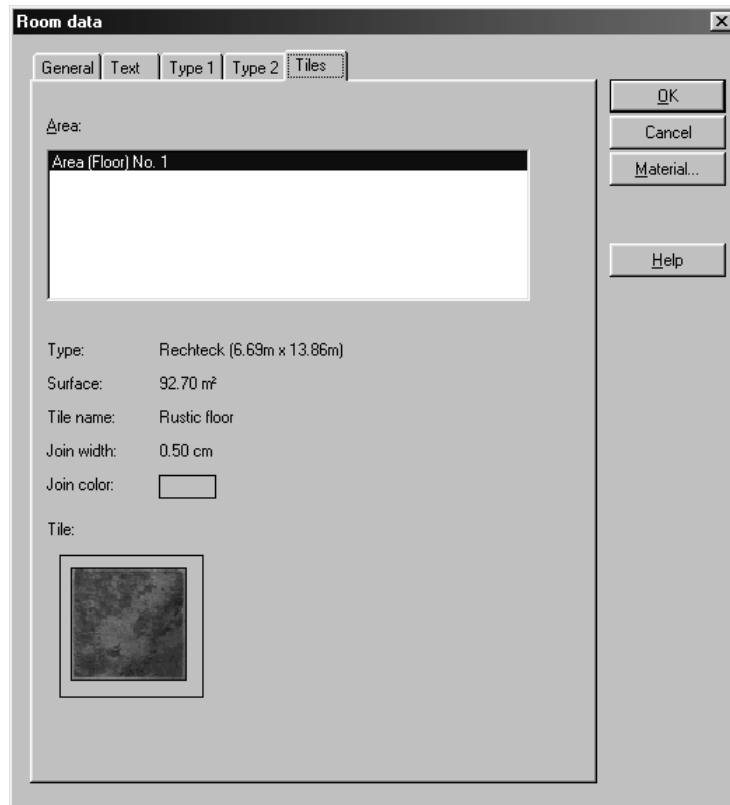 Room data
General Text Type 1 Type 2 Tiles
OK
Area:
Cancel
Area (Floor) No. 1
Material...
Help
Type: Rechteck (6.69m x 13.86m)
Surface: 92.70 m²
Tile name: Rustic floor
Join width: 0.50 cm
Join color:
Tile: